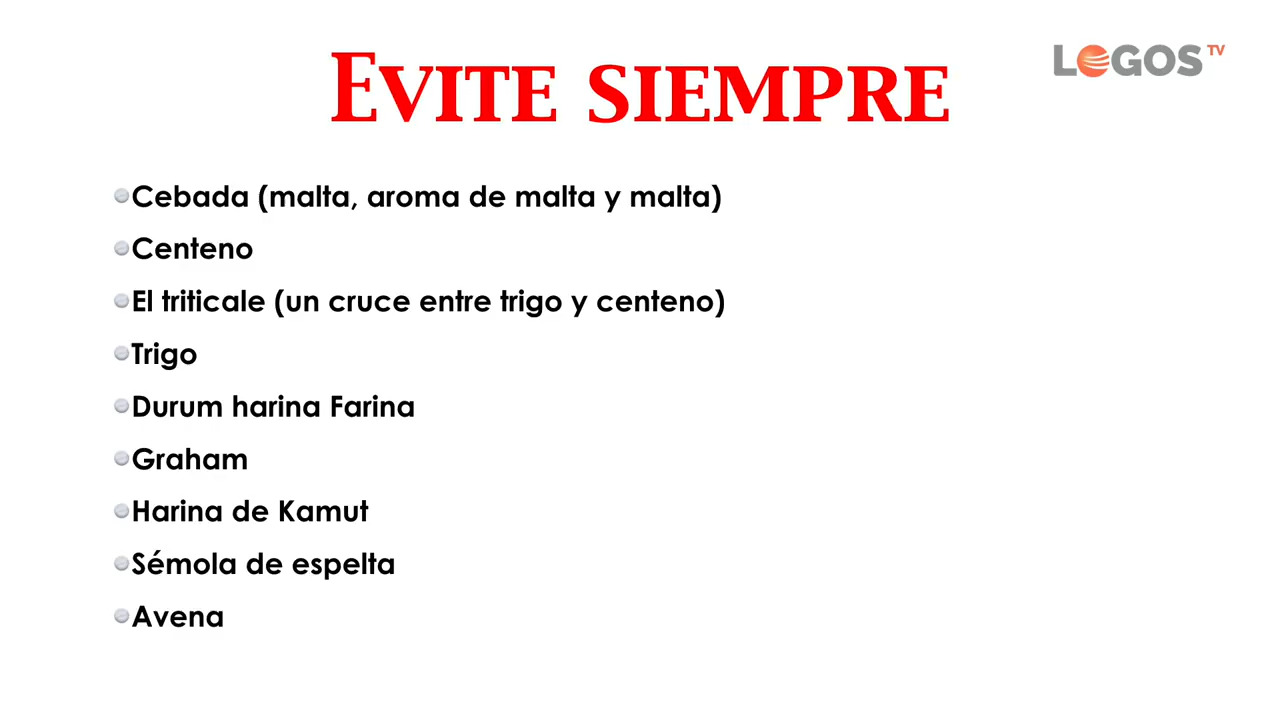 EVITE SIEMPRE
LOGOS TV
Cebada (malta, aroma de malta y malta)
Centeno
El triticale (un cruce entre trigo y centeno)
Trigo
Durum harina Farina
Graham
Harina de Kamut
Sémola de espelta
Avena